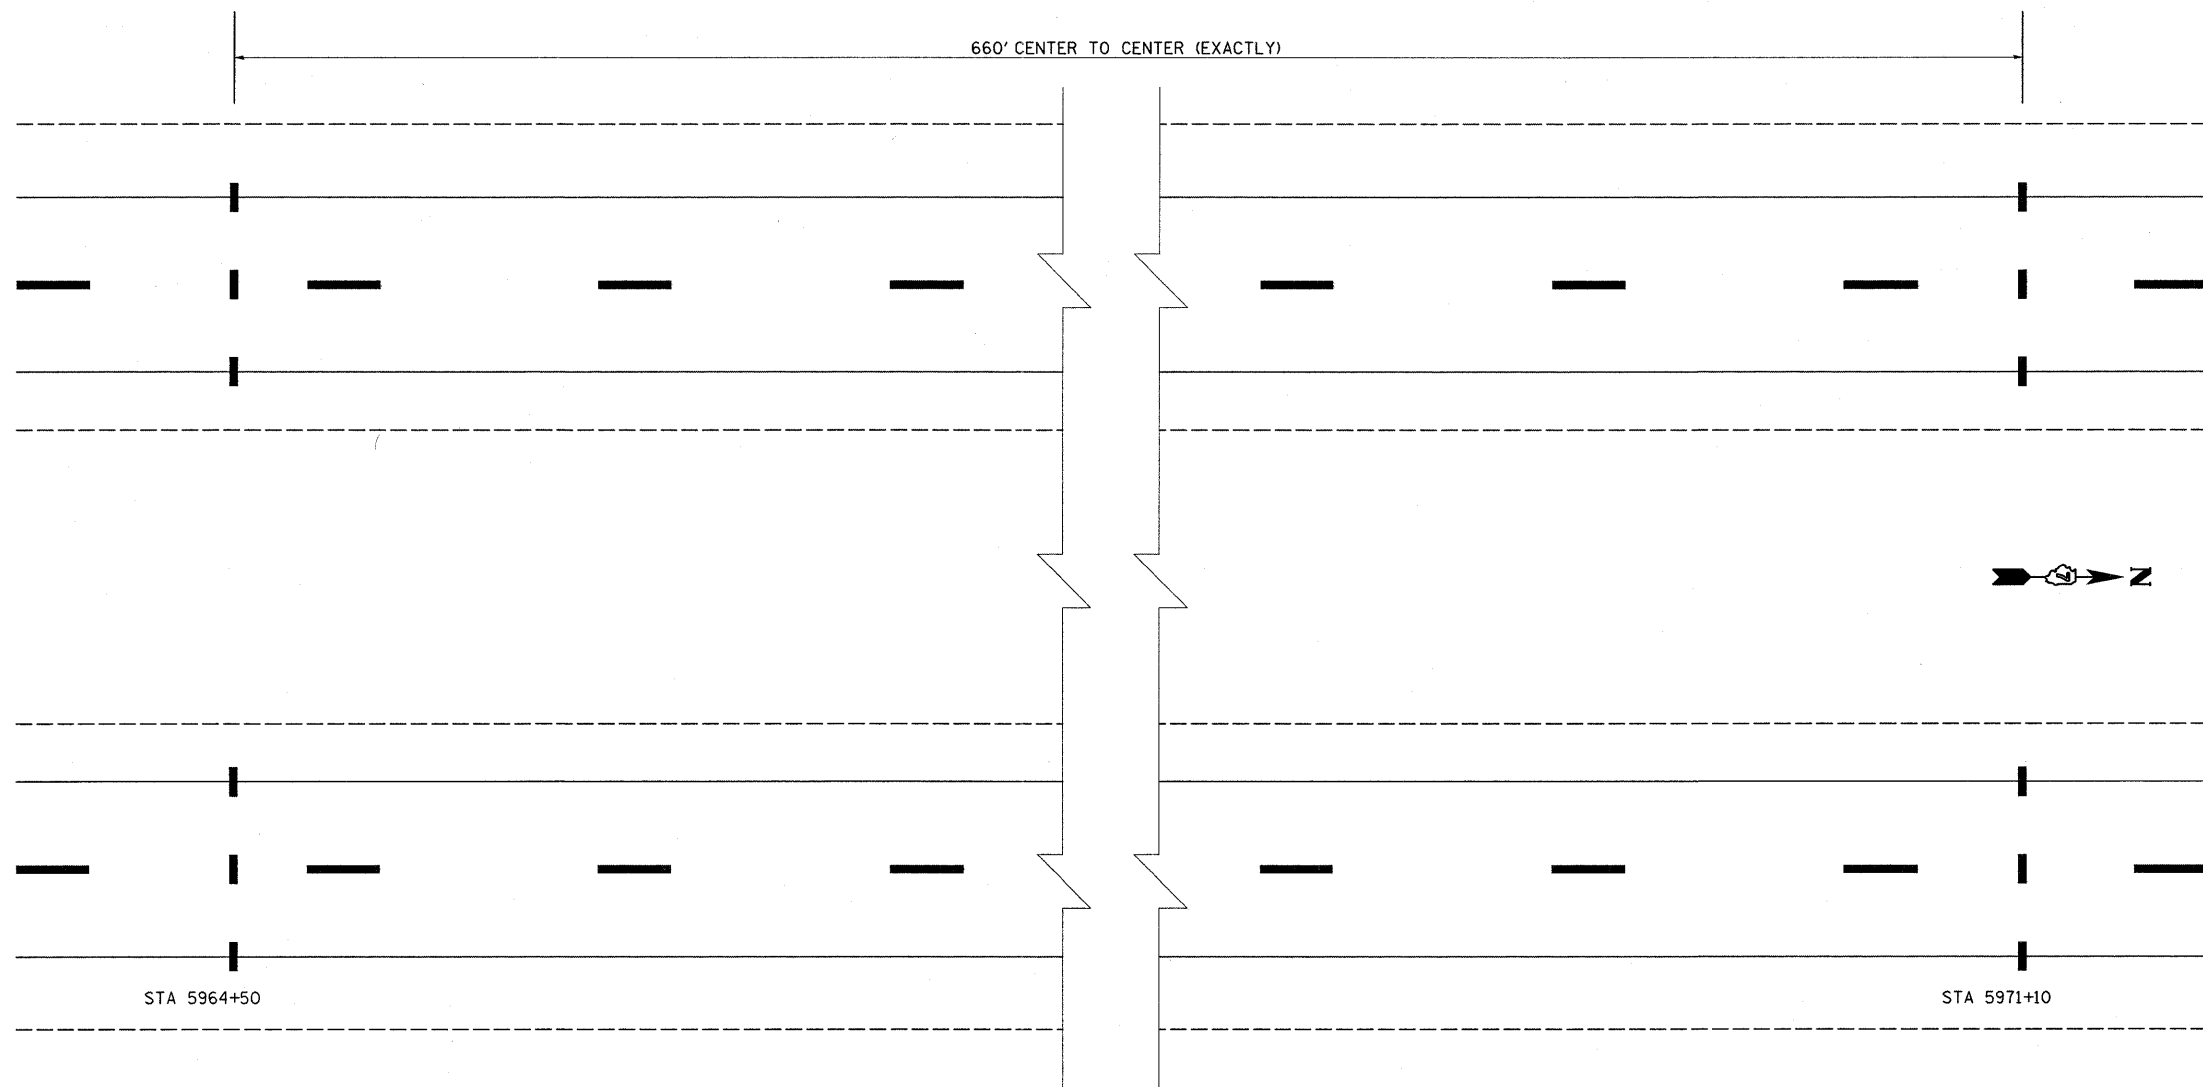 660' CENTER TO CENTER (EXACTLY)
N
STA 5964+50
STA 5971+10